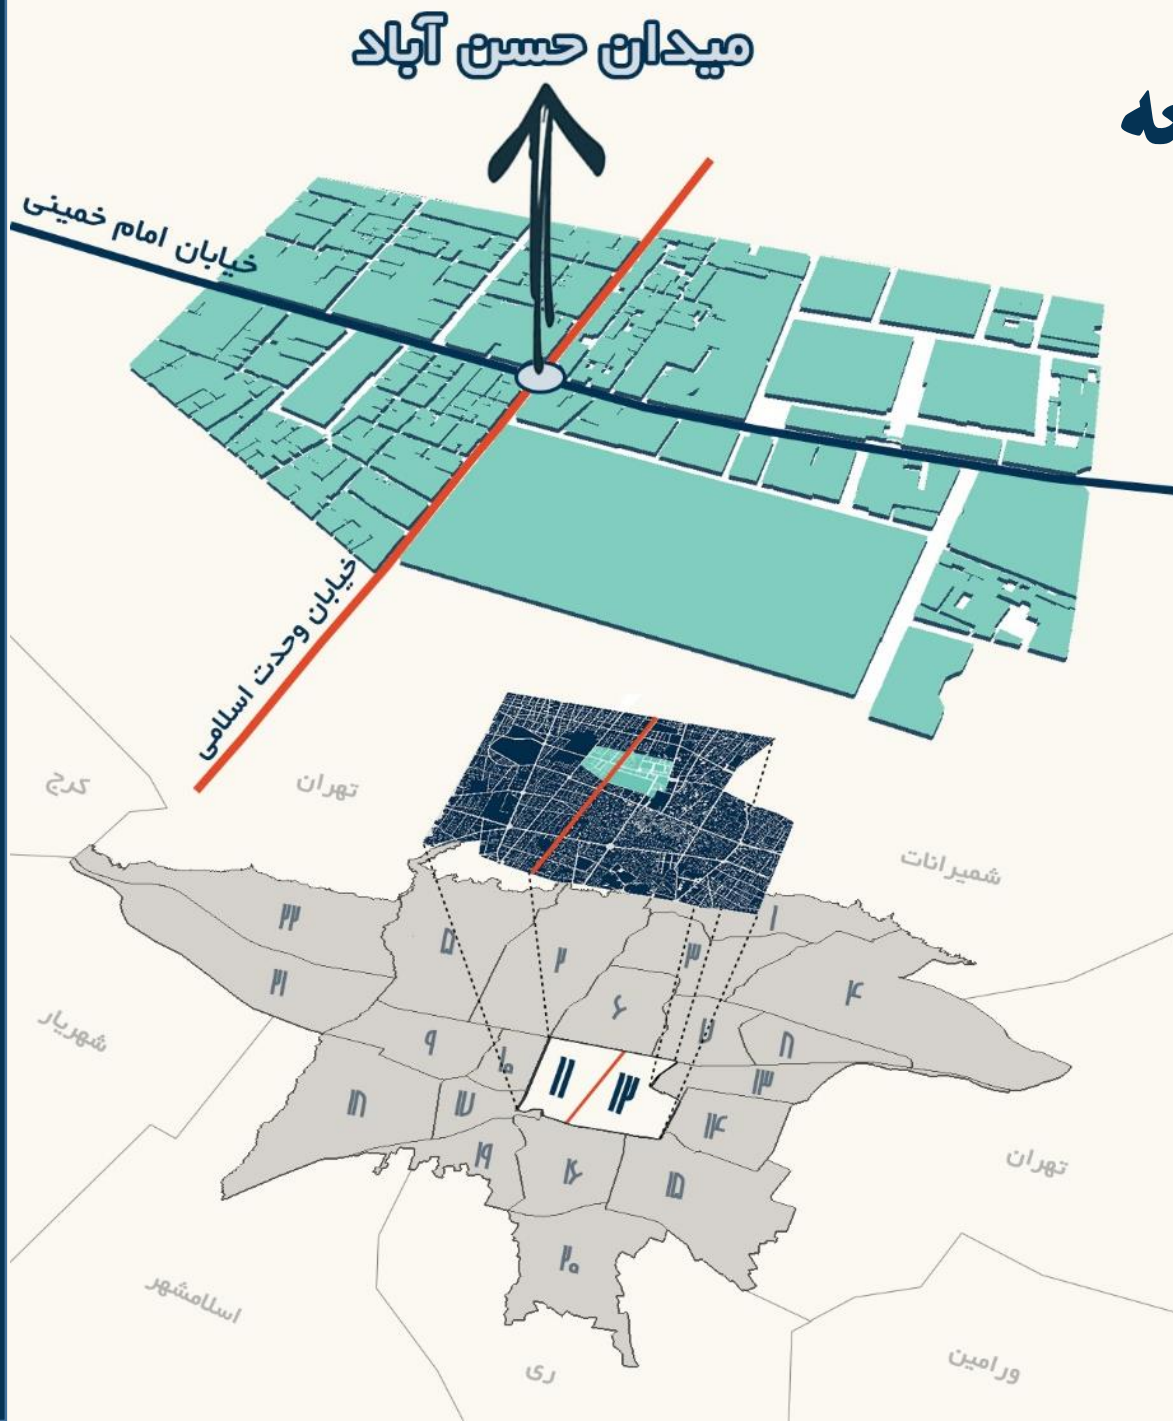 میدان حسن آباد
خیابان امام خمینی
خیابان وحدت اسلامی
کرج
تهران
شمیرانات
۱
۲۲
۵
۲
۳
۴
۲۱
۶
۷
۸
۹
۱۰
۱۱
۱۲
۱۳
۱۸
۱۷
۱۴
شهریار
۱۹
۱۶
۱۵
تهران
۲۰
اسلامشهر
ری
ورامین